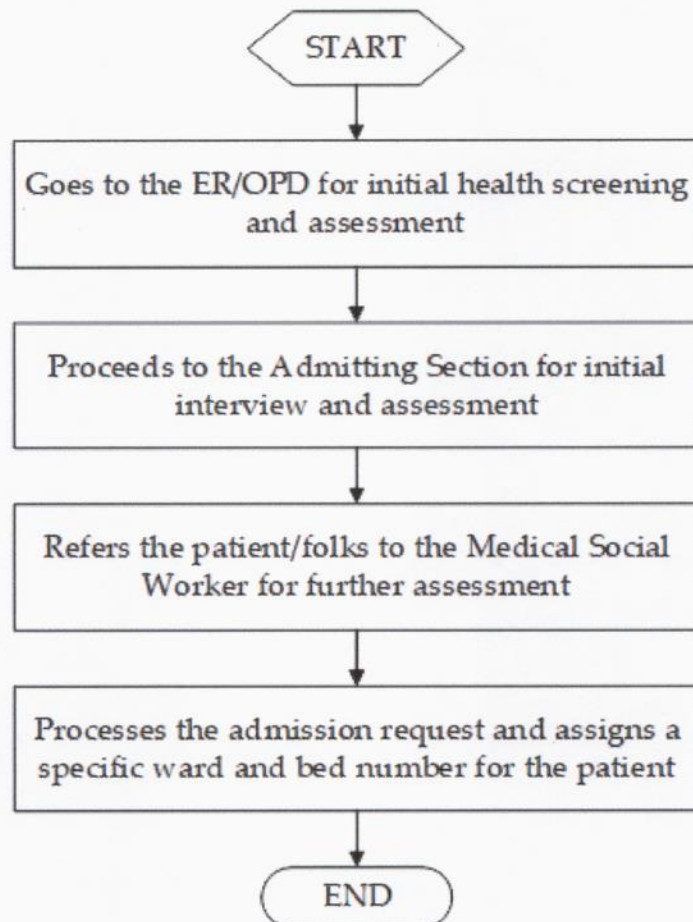 START
Goes to the ER/OPD for initial health screening
and assessment
Proceeds to the Admitting Section for initial
interview and assessment
Refers the patient/folks to the Medical Social
Worker for further assessment
Processes the admission request and assigns a
specific ward and bed number for the patient
END